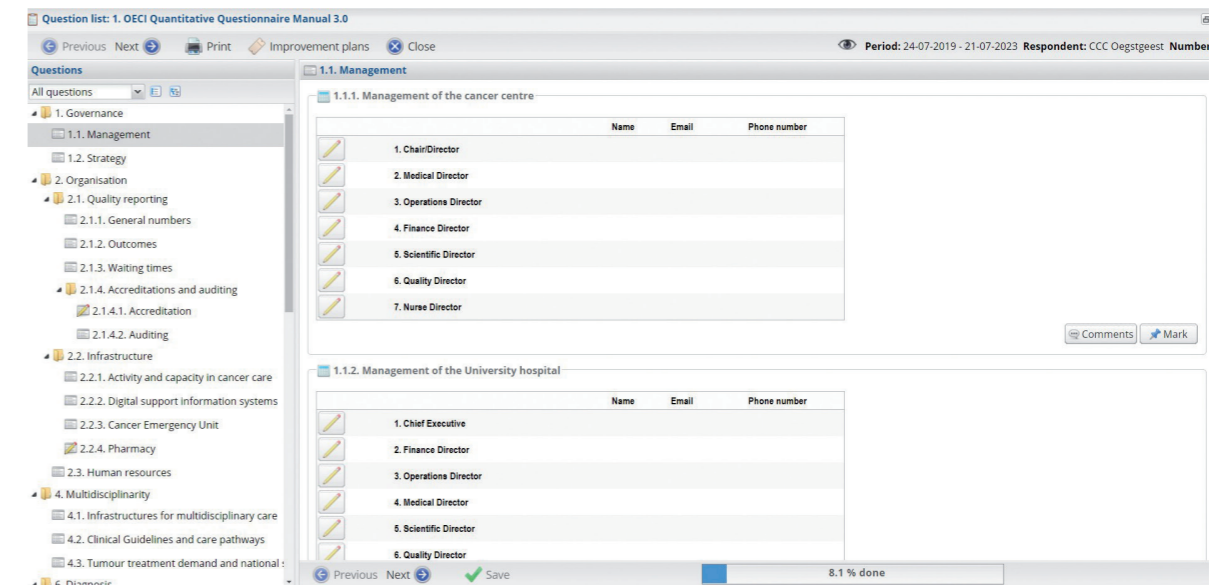 Question list: 1. OECI Quantitative Questionnaire Manual 3.0
Previous Next Print Improvement plans Close
Period: 24-07-2019 - 21-07-2023 Respondent: CCC Oegstgeest Number
Questions
All questions
1. Governance
1.1. Management
1.2. Strategy
2. Organisation
2.1. Quality reporting
2.1.1. General numbers
2.1.2. Outcomes
2.1.3. Waiting times
2.1.4. Accreditations and auditing
2.1.4.1. Accreditation
2.1.4.2. Auditing
2.2. Infrastructure
2.2.1. Activity and capacity in cancer care
2.2.2. Digital support information systems
2.2.3. Cancer Emergency Unit
2.2.4. Pharmacy
2.3. Human resources
4. Multidisciplinarity
4.1. Infrastructures for multidisciplinary care
4.2. Clinical Guidelines and care pathways
4.3. Tumour treatment demand and national
6. Diagnosis
1.1. Management
1.1.1. Management of the cancer centre
Name Email Phone number
1. Chair/Director
2. Medical Director
3. Operations Director
4. Finance Director
5. Scientific Director
6. Quality Director
7. Nurse Director
Comments Mark
1.1.2. Management of the University hospital
Name Email Phone number
1. Chief Executive
2. Finance Director
3. Operations Director
4. Medical Director
5. Scientific Director
6. Quality Director
Previous Next Save 8.1 % done